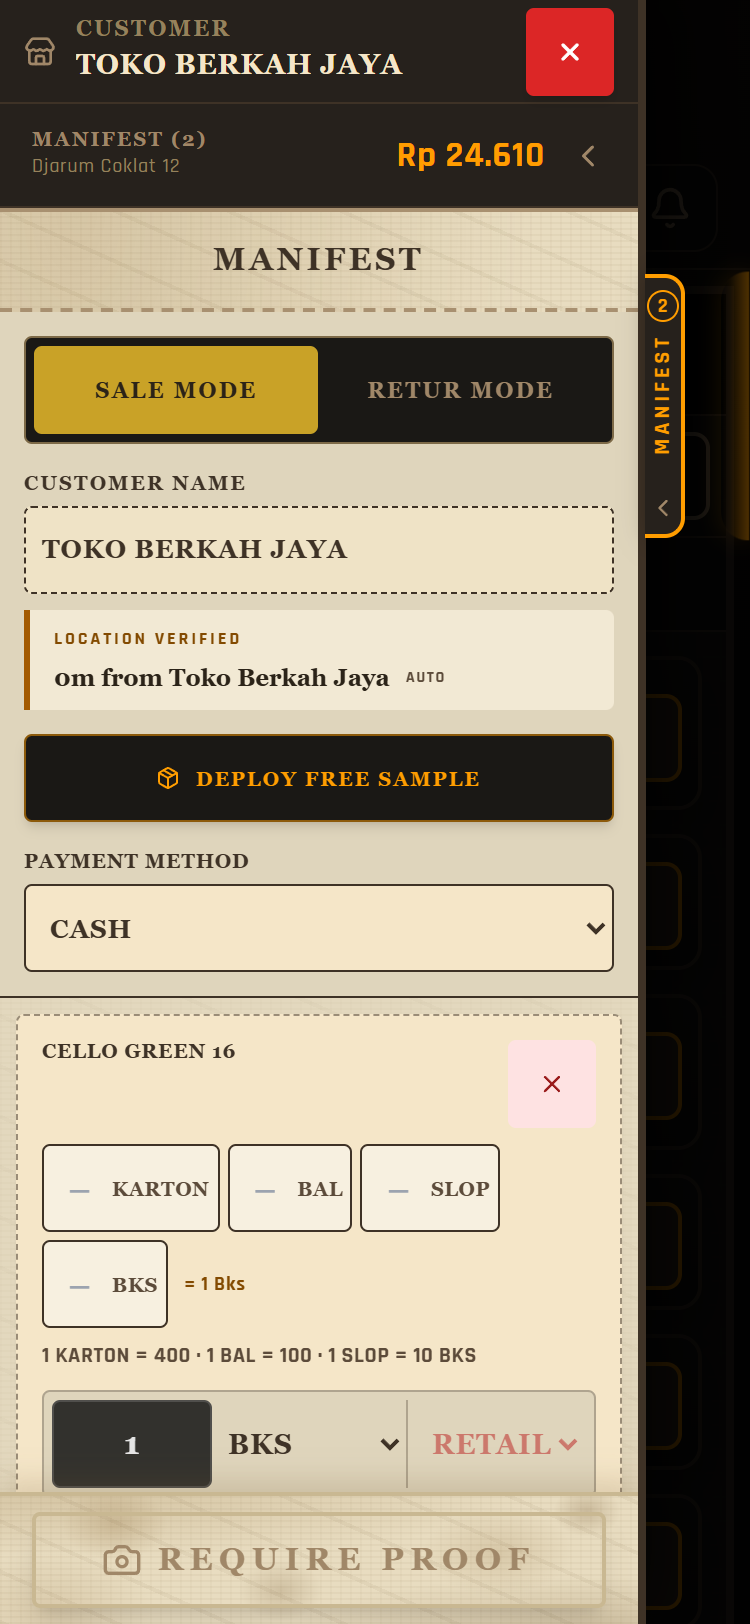 CUSTOMER
TOKO BERKAH JAYA
MANIFEST (2)
Djarum Coklat 12
Rp 24.610
MANIFEST
2
MANIFEST
SALE MODE
RETUR MODE
CUSTOMER NAME
TOKO BERKAH JAYA
LOCATION VERIFIED
0m from Toko Berkah Jaya AUTO
DEPLOY FREE SAMPLE
PAYMENT METHOD
CASH
CELLO GREEN 16
— KARTON
— BAL
— SLOP
— BKS
= 1 Bks
1 KARTON = 400 · 1 BAL = 100 · 1 SLOP = 10 BKS
1
BKS
RETAIL
REQUIRE PROOF